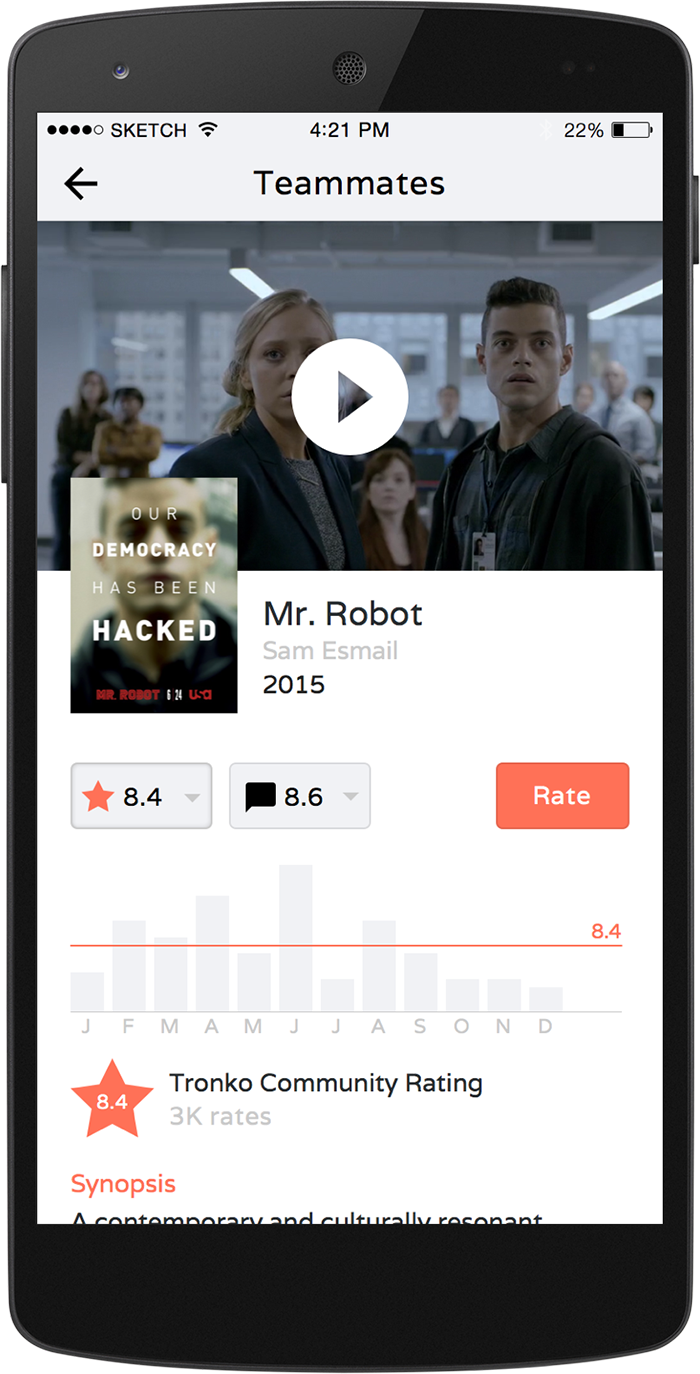 SKETCH 4:21 PM 22%
Teammates
OUR
DEMOCRACY
HAS BEEN
HACKED
MR. ROBOT 6 24 USA
Mr. Robot
Sam Esmail
2015
8.4 8.6 Rate
8.4
J F M A M J J A S O N D
8.4 Tronko Community Rating
3K rates
Synopsis
A contemporary and culturally resonant